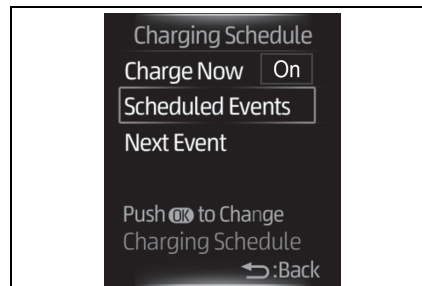 Charging Schedule
Charge Now On
Scheduled Events
Next Event
Push OK to Change
Charging Schedule
:Back